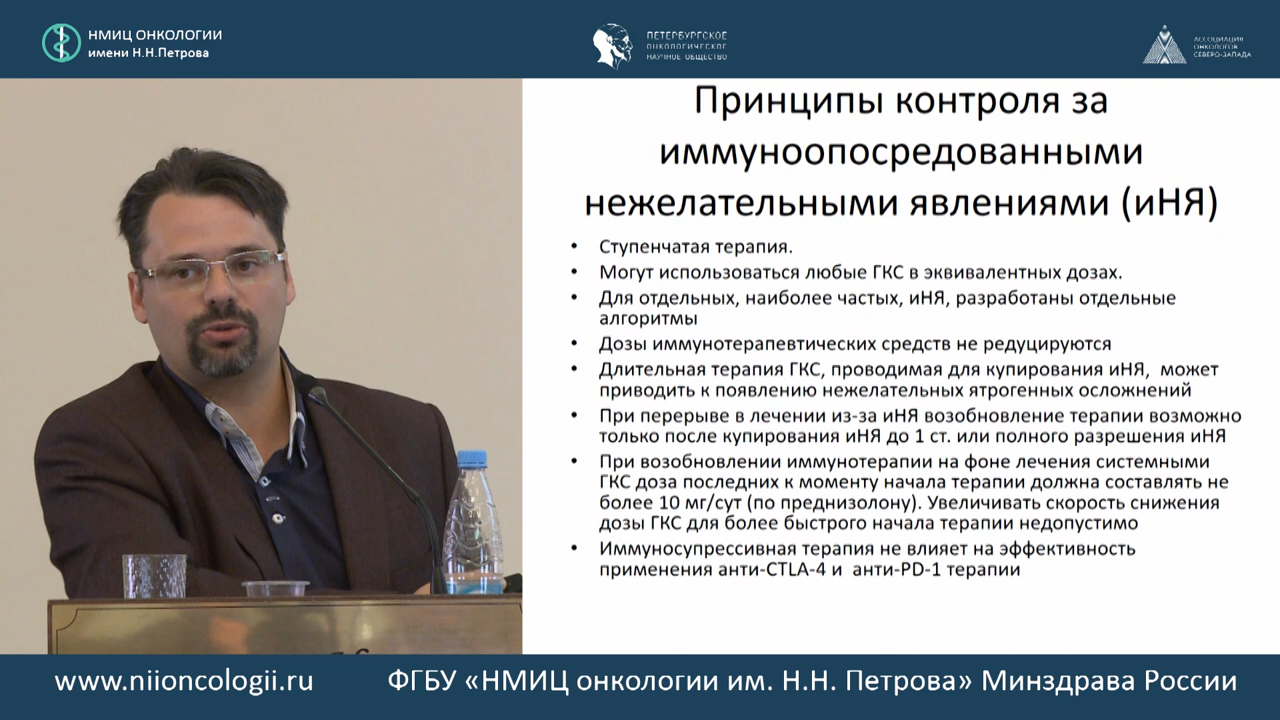 НМИЦ ОНКОЛОГИИ
имени Н.Н.Петрова
ПЕТЕРБУРГСКОЕ
ОНКОЛОГИЧЕСКОЕ
НАУЧНОЕ ОБЩЕСТВО
АССОЦИАЦИЯ
ОНКОЛОГОВ
СЕВЕРО-ЗАПАДА
Принципы контроля за
иммуноопосредованными
нежелательными явлениями (иНЯ)
• Ступенчатая терапия.
• Могут использоваться любые ГКС в эквивалентных дозах.
• Для отдельных, наиболее частых, иНЯ, разработаны отдельные
алгоритмы
• Дозы иммунотерапевтических средств не редуцируются
• Длительная терапия ГКС, проводимая для купирования иНЯ, может
приводить к появлению нежелательных ятрогенных осложнений
• При перерыве в лечении из-за иНЯ возобновление терапии возможно
только после купирования иНЯ до 1 ст. или полного разрешения иНЯ
• При возобновлении иммунотерапии на фоне лечения системными
ГКС доза последних к моменту начала терапии должна составлять не
более 10 мг/сут (по преднизолону). Увеличивать скорость снижения
дозы ГКС для более быстрого начала терапии недопустимо
• Иммуносупрессивная терапия не влияет на эффективность
применения анти-CTLA-4 и анти-PD-1 терапии
www.niioncologii.ru
ФГБУ «НМИЦ онкологии им. Н.Н. Петрова» Минздрава России